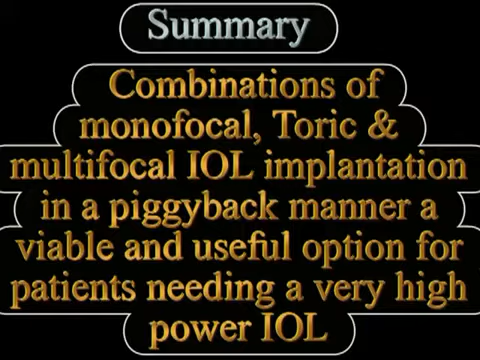 Summary
Combinations of
monofocal, Toric &
multifocal IOL implantation
in a piggyback manner a
viable and useful option for
patients needing a very high
power IOL